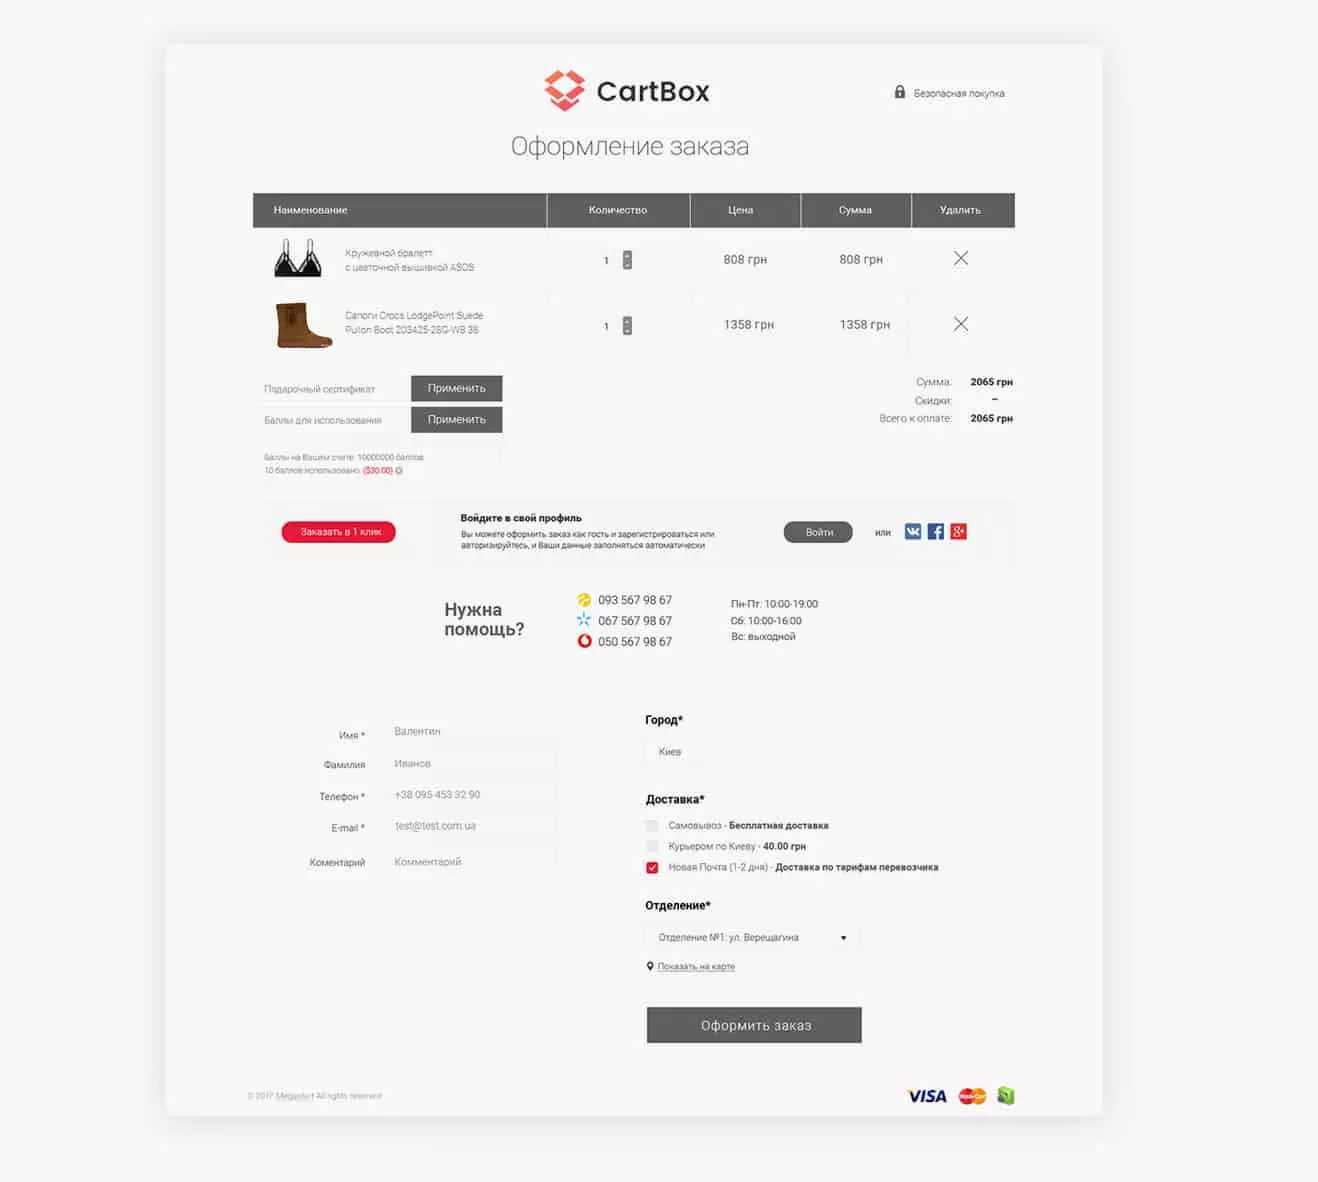 CartBox
Безопасная покупка
Оформление заказа
Наименование Количество Цена Сумма Удалить
Кружевной бралетт
с цветочной вышивкой ASOS
1 808 грн 808 грн
Сапоги Crocs LodgePoint Suede
Pullon Boot 203425-28G-W8 38
1 1358 грн 1358 грн
Подарочный сертификат Применить
Баллы для использования Применить
Сумма: 2065 грн
Скидки: –
Всего к оплате: 2065 грн
Баллы на Вашем счете: 10000000 баллов
10 баллов использовано: ($30.00)
Заказать в 1 клик
Войдите в свой профиль
Вы можете оформить заказ как гость и зарегистрироваться или
авторизируйтесь, и Ваши данные заполняться автоматически
Войти или
Нужна
помощь?
093 567 98 67
067 567 98 67
050 567 98 67
Пн-Пт: 10:00-19:00
Сб: 10:00-16:00
Вс: выходной
Имя * Валентин
Фамилия Иванов
Телефон * +38 095 453 32 90
E-mail * test@test.com.ua
Коментарий Комментарий
Город*
Киев
Доставка*
Самовывоз - Бесплатная доставка
Курьером по Киеву - 40.00 грн
Новая Почта (1-2 дня) - Доставка по тарифам перевозчика
Отделение*
Отделение №1: ул. Верещагина
Показать на карте
Оформить заказ
© 2017 All rights reserved
VISA MasterCard